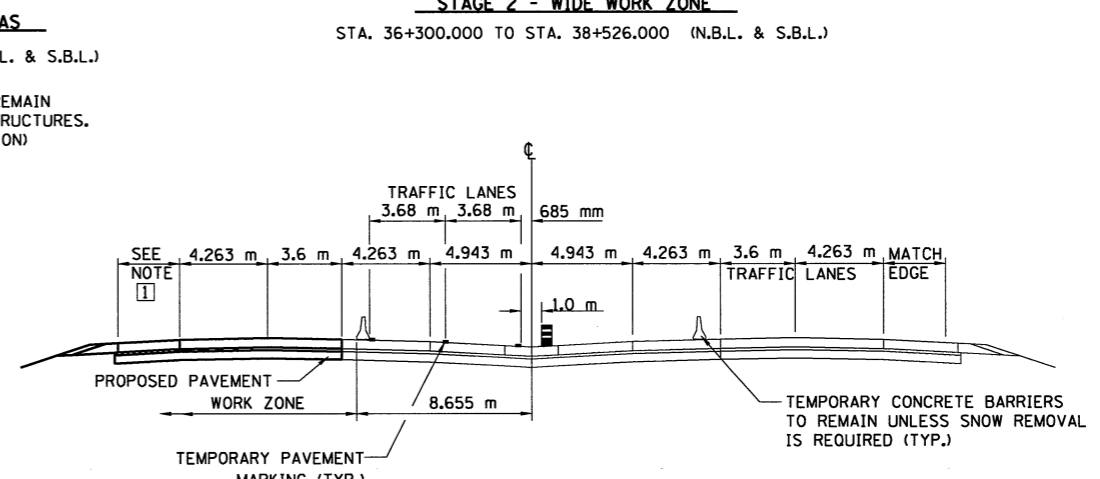 STAGE 2 - WIDE WORK ZONE
STA. 36+300.000 TO STA. 38+526.000 (N.B.L. & S.B.L.)
AS
L. & S.B.L.)
EMAIN
RUCTURES.
ON)
℄
TRAFFIC LANES
3.68 m 3.68 m 685 mm
SEE 4.263 m 3.6 m 4.263 m 4.943 m 4.943 m 4.263 m 3.6 m 4.263 m MATCH
NOTE TRAFFIC LANES EDGE
1
1.0 m
PROPOSED PAVEMENT
WORK ZONE 8.655 m
TEMPORARY CONCRETE BARRIERS
TO REMAIN UNLESS SNOW REMOVAL
IS REQUIRED (TYP.)
TEMPORARY PAVEMENT
MARKING (TYP.)